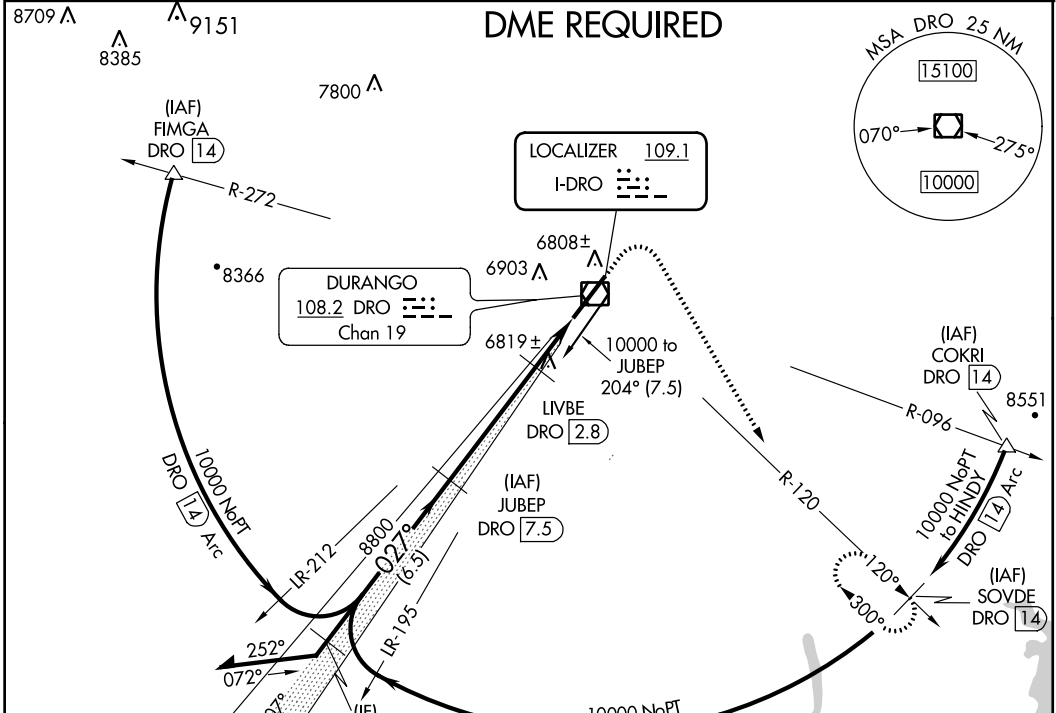 DME REQUIRED
8709
9151
8385
7800
MSA DRO 25 NM
15100
070°
275°
10000
(IAF)
FIMGA
DRO 14
R-272
LOCALIZER 109.1
I-DRO
8366
DURANGO
108.2 DRO
Chan 19
6808±
6903
6819±
10000 to
JUBEP
204° (7.5)
LIVBE
DRO 2.8
(IAF)
COKRI
DRO 14
8551
R-096
10000 NoPT
to HINDY
DRO 14 Arc
R-120
(IAF)
JUBEP
DRO 7.5
10000 NoPT
DRO 14 Arc
LR-212
8800
027°
(6.5)
LR-195
120°
300°
(IAF)
SOVDE
DRO 14
252°
072°
(IF)
10000 NoPT